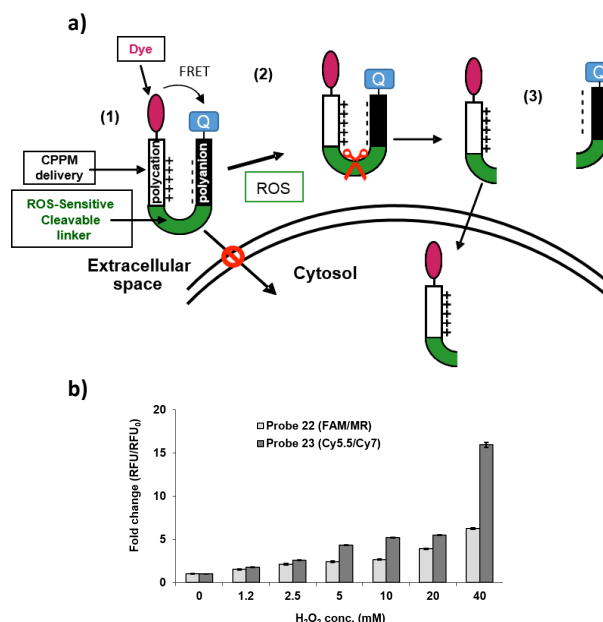 a)
Dye
FRET
Q
(1)
(2)
Q
(3)
Q
CPPM
delivery
polycation
+++++
-----
polyanion
+++++
-----
+++++
-----
ROS-Sensitive
Cleavable
linker
ROS
Extracellular
space
Cytosol
+++++
b)
Fold change (RFU/RFU₀)
20
15
10
5
0
Probe 22 (FAM/MR)
Probe 23 (Cy5.5/Cy7)
0 1.2 2.5 5 10 20 40
H₂O₂ conc. (mM)